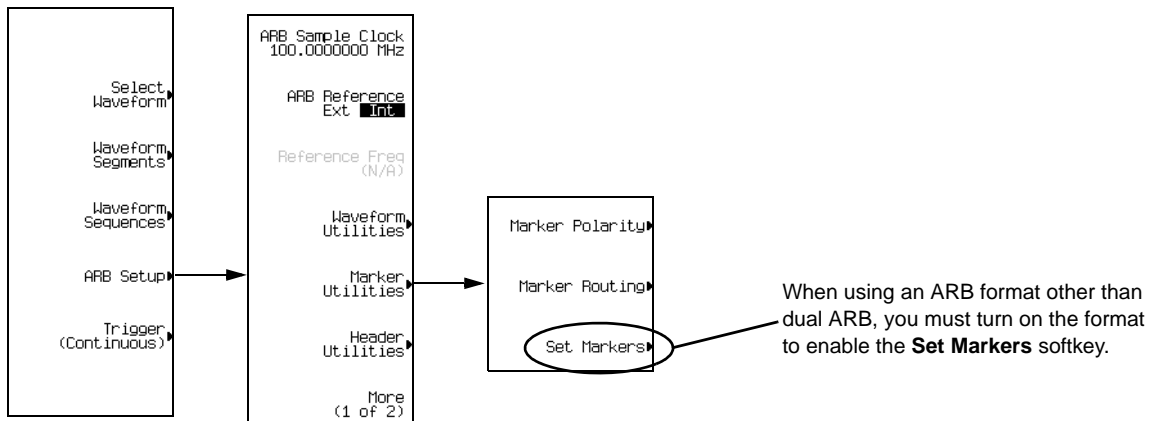 Select
Waveform
Waveform
Segments
Waveform
Sequences
ARB Setup
Trigger
(Continuous)
ARB Sample Clock
100.0000000 MHz
ARB Reference
Ext Int
Reference Freq
(N/A)
Waveform
Utilities
Marker
Utilities
Header
Utilities
More
(1 of 2)
Marker Polarity
Marker Routing
Set Markers
When using an ARB format other than
dual ARB, you must turn on the format
to enable the Set Markers softkey.